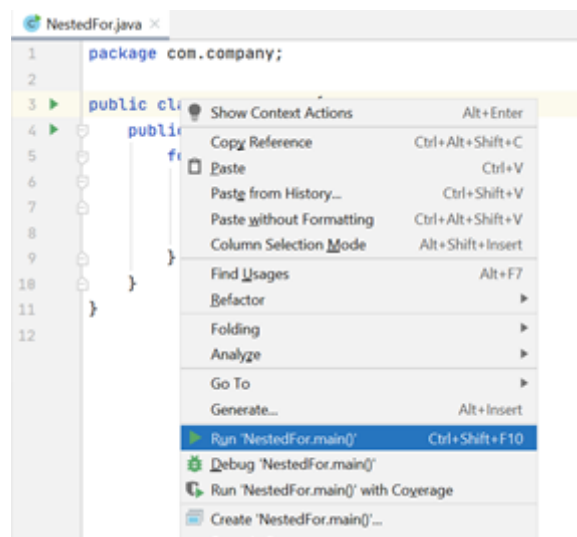 NestedFor.java
1 package com.company;
2
3 public cl
4 publi
5 f
6
7
8
9 }
10 }
11 }
12
Show Context Actions Alt+Enter
Copy Reference Ctrl+Alt+Shift+C
Paste Ctrl+V
Paste from History... Ctrl+Shift+V
Paste without Formatting Ctrl+Alt+Shift+V
Column Selection Mode Alt+Shift+Insert
Find Usages Alt+F7
Refactor
Folding
Analyze
Go To
Generate... Alt+Insert
Run 'NestedFor.main()' Ctrl+Shift+F10
Debug 'NestedFor.main()'
Run 'NestedFor.main()' with Coverage
Create 'NestedFor.main()'...